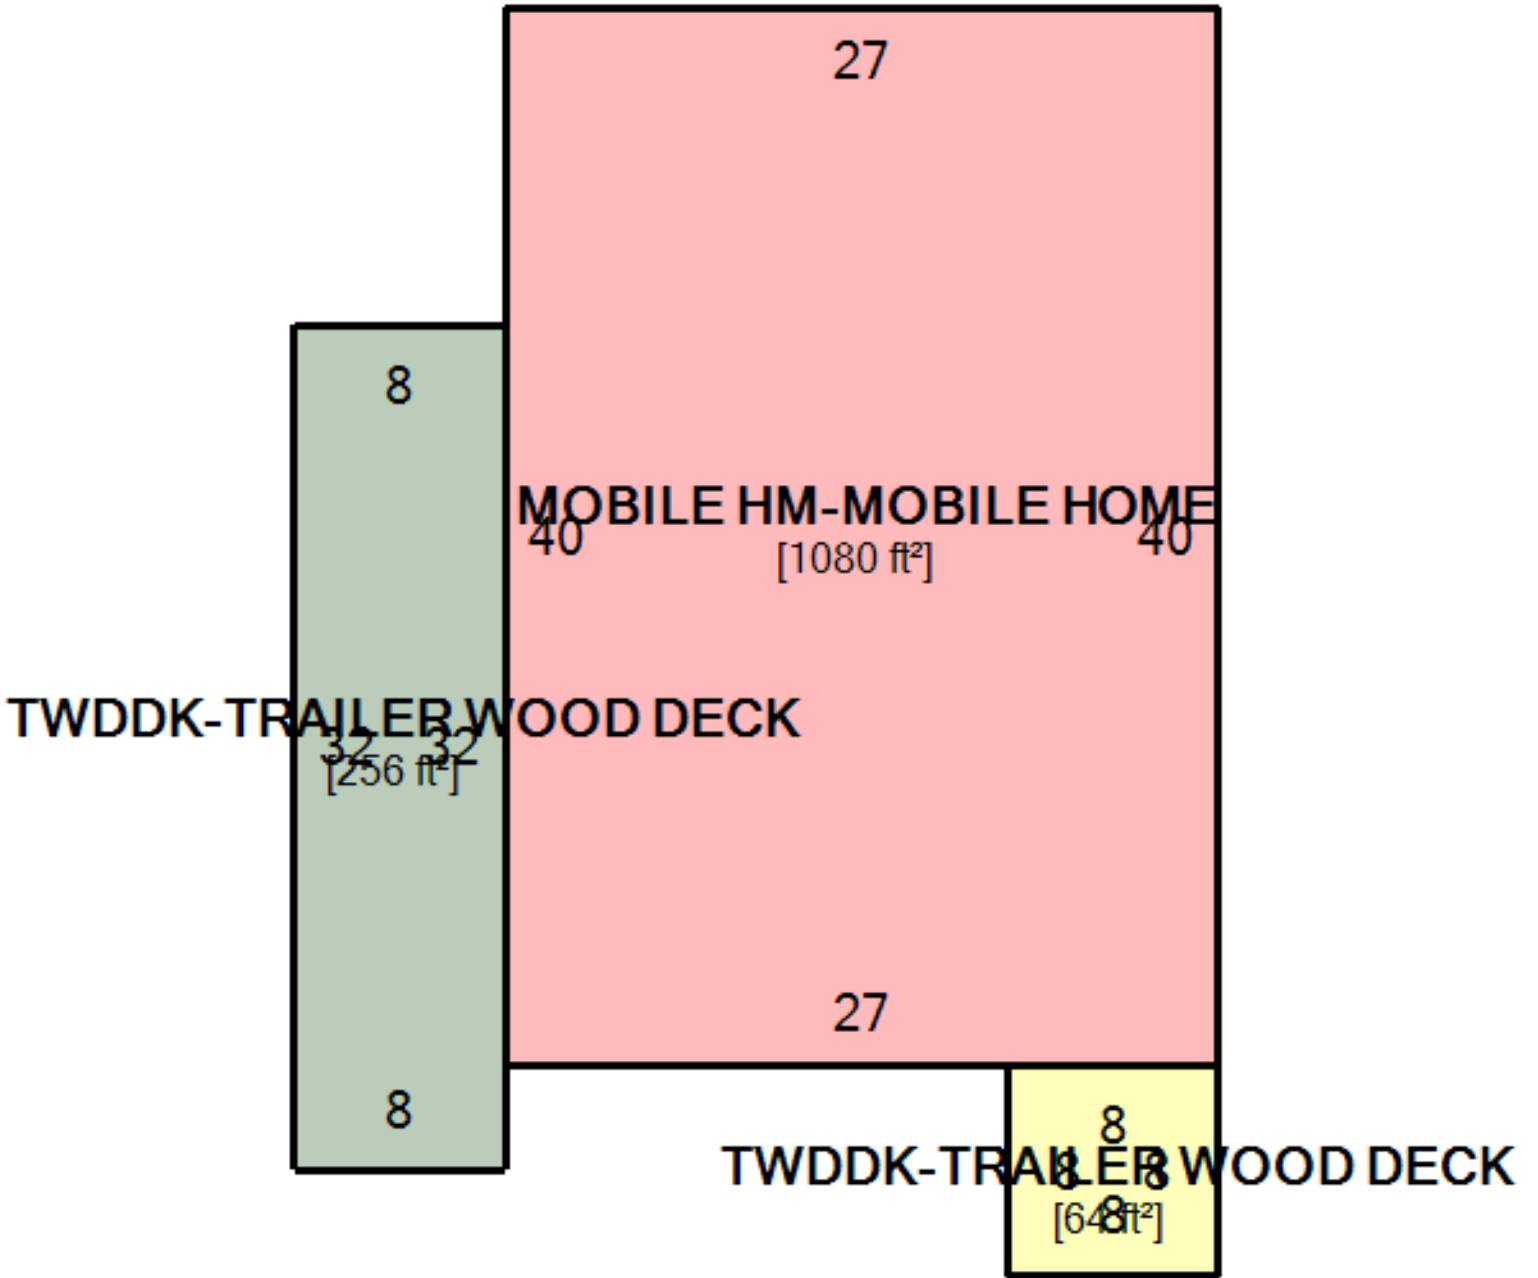 27
8
MOBILE HM-MOBILE HOME
40 40
[1080 ft²]
TWDDK-TRAILER WOOD DECK
32 32
[256 ft²]
27
8
8
TWDDK-TRAILER WOOD DECK
8 8
[64 ft²]
8